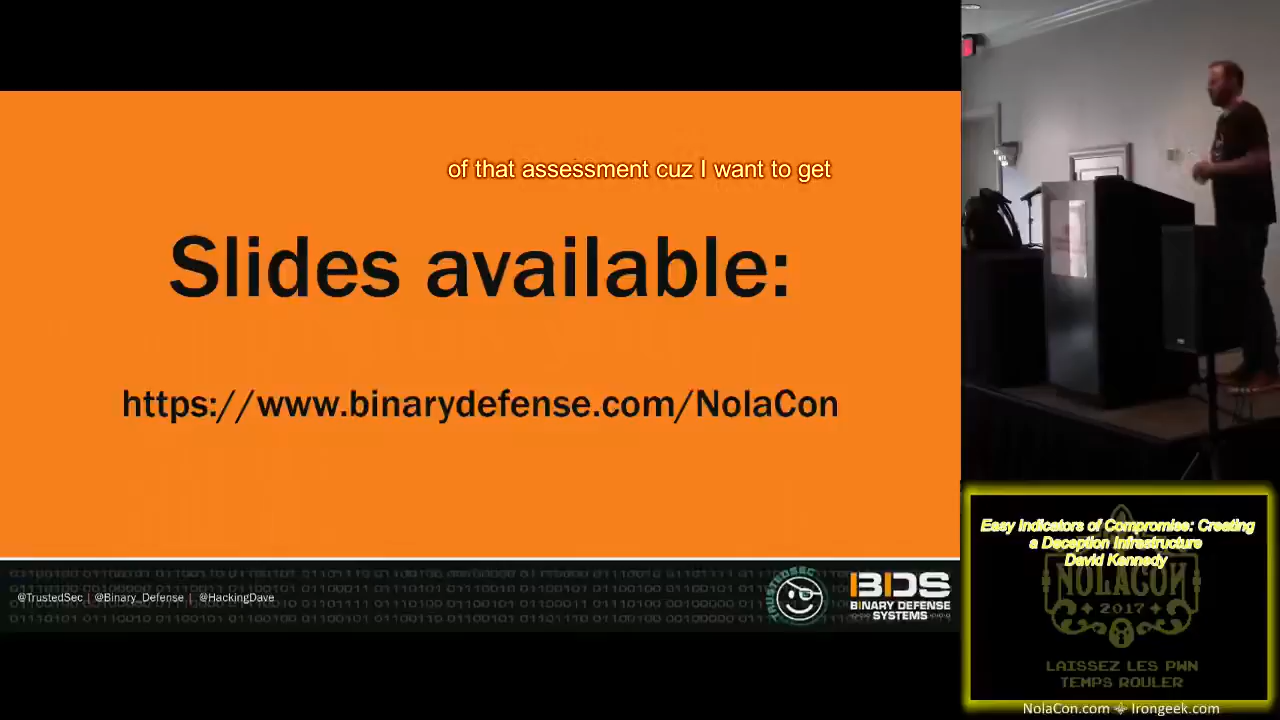 of that assessment cuz I want to get
Slides available:
https://www.binarydefense.com/NolaCon
@TrustedSec | @Binary_Defense | @HackingDave
TRUSTEDSEC
BDS
BINARY DEFENSE
SYSTEMS
Easy Indicators of Compromise: Creating
a Deception Infrastructure
David Kennedy
NOLACON
2017
LAISSEZ LES PWN
TEMPS ROULER
NolaCon.com Irongeek.com